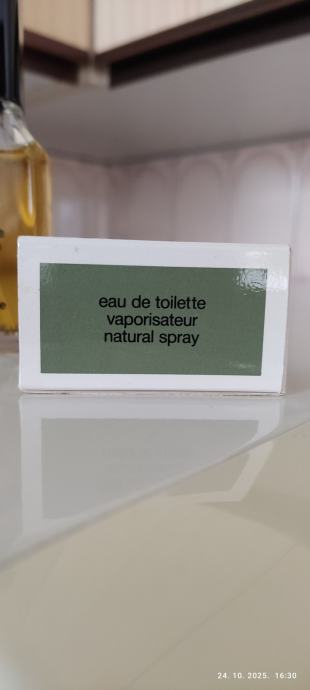 eau de toilette
vaporisateur
natural spray
24. 10. 2025. 16:30